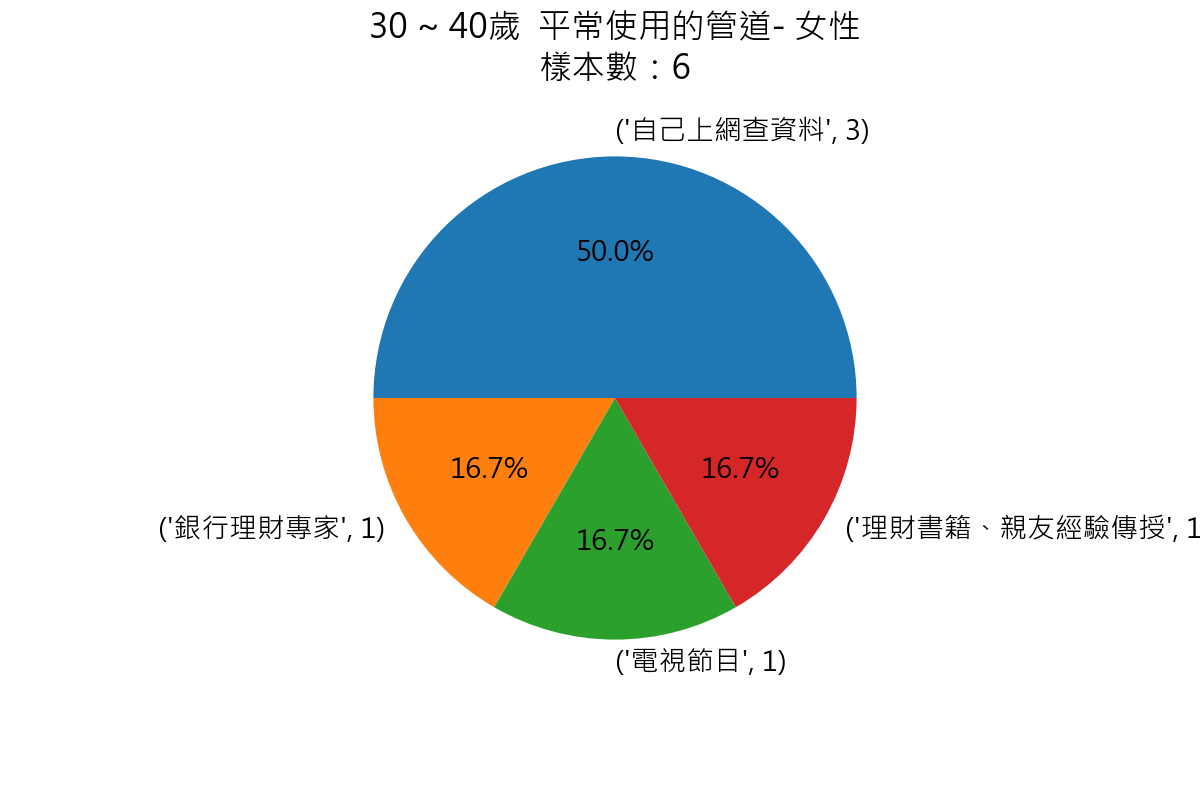 30 ~ 40歲 平常使用的管道- 女性
樣本數：6
('自己上網查資料', 3)
50.0%
16.7%
16.7%
('銀行理財專家', 1)
('理財書籍、親友經驗傳授', 1
16.7%
('電視節目', 1)